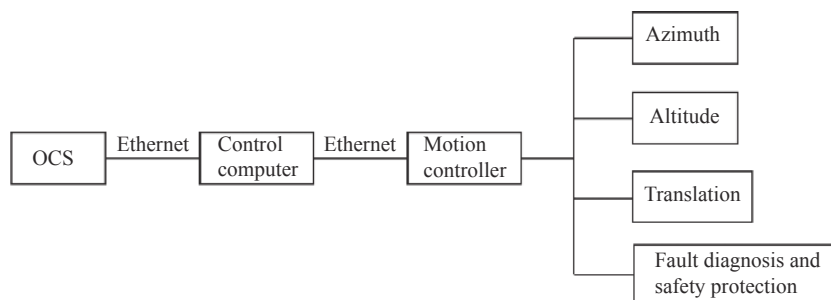 Azimuth
Altitude
OCS
Ethernet
Control
computer
Ethernet
Motion
controller
Translation
Fault diagnosis and
safety protection